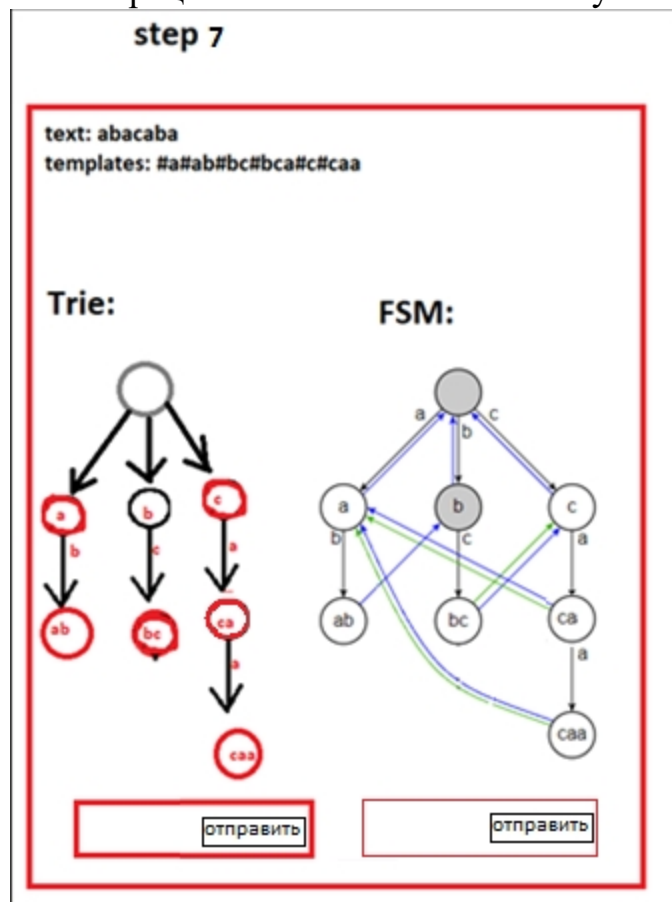 step 7
text: abacaba
templates: #a#ab#bc#bca#c#caa
Trie:
FSM:
a
b
c
b
c
a
ab
bc
ca
a
caa
a
b
c
a
b
c
b
c
a
ab
bc
ca
a
caa
отправить
отправить